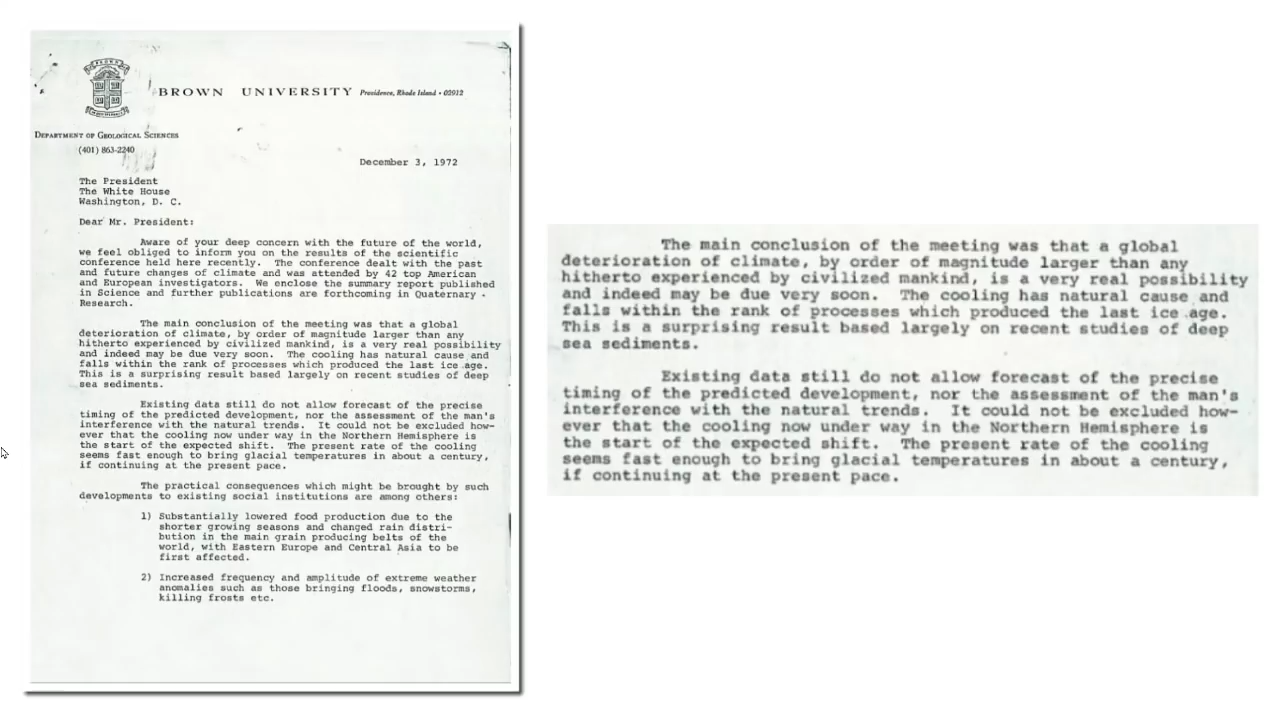 BROWN UNIVERSITY Providence, Rhode Island • 02912
DEPARTMENT OF GEOLOGICAL SCIENCES
(401) 863-2240
December 3, 1972
The President
The White House
Washington, D. C.
Dear Mr. President:
Aware of your deep concern with the future of the world,
we feel obliged to inform you on the results of the scientific
conference held here recently. The conference dealt with the past
and future changes of climate and was attended by 42 top American
and European investigators. We enclose the summary report published
in Science and further publications are forthcoming in Quaternary
Research.
The main conclusion of the meeting was that a global
deterioration of climate, by order of magnitude larger than any
hitherto experienced by civilized mankind, is a very real possibility
and indeed may be due very soon. The cooling has natural cause and
falls within the rank of processes which produced the last ice age.
This is a surprising result based largely on recent studies of deep
sea sediments.
Existing data still do not allow forecast of the precise
timing of the predicted development, nor the assessment of the man's
interference with the natural trends. It could not be excluded how-
ever that the cooling now under way in the Northern Hemisphere is
the start of the expected shift. The present rate of the cooling
seems fast enough to bring glacial temperatures in about a century,
if continuing at the present pace.
The practical consequences which might be brought by such
developments to existing social institutions are among others:
1) Substantially lowered food production due to the
shorter growing seasons and changed rain distri-
bution in the main grain producing belts of the
world, with Eastern Europe and Central Asia to be
first affected.
2) Increased frequency and amplitude of extreme weather
anomalies such as those bringing floods, snowstorms,
killing frosts etc.
The main conclusion of the meeting was that a global
deterioration of climate, by order of magnitude larger than any
hitherto experienced by civilized mankind, is a very real possibility
and indeed may be due very soon. The cooling has natural cause and
falls within the rank of processes which produced the last ice age.
This is a surprising result based largely on recent studies of deep
sea sediments.
Existing data still do not allow forecast of the precise
timing of the predicted development, nor the assessment of the man's
interference with the natural trends. It could not be excluded how-
ever that the cooling now under way in the Northern Hemisphere is
the start of the expected shift. The present rate of the cooling
seems fast enough to bring glacial temperatures in about a century,
if continuing at the present pace.